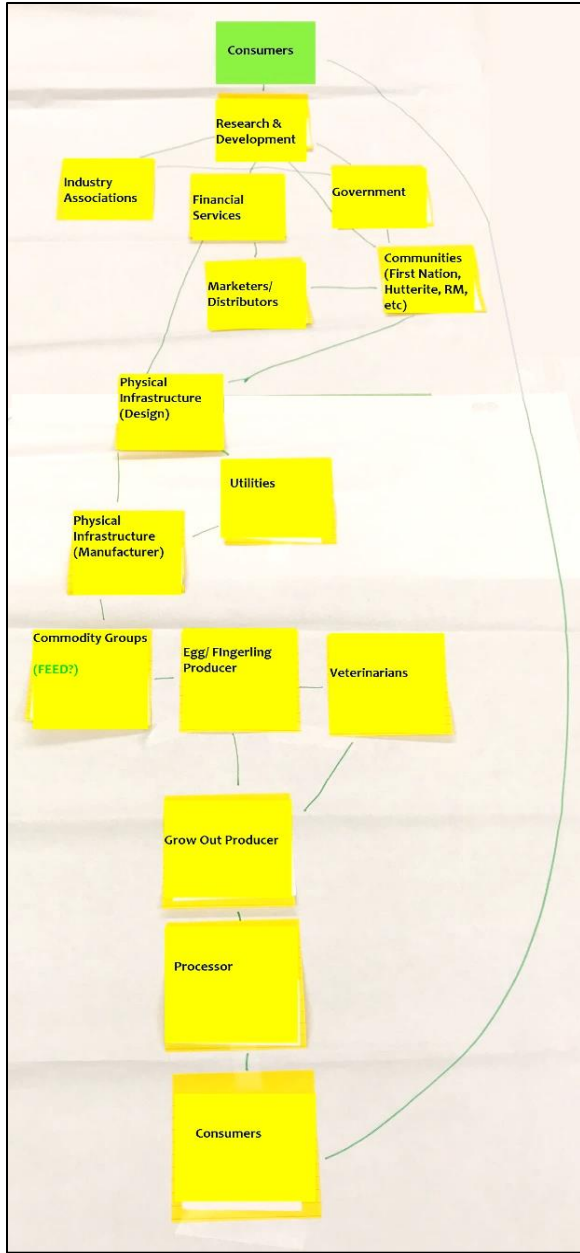 Consumers
Research &
Development
Industry
Associations
Financial
Services
Government
Marketers/
Distributors
Communities
(First Nation,
Hutterite, RM,
etc)
Physical
Infrastructure
(Design)
Utilities
Physical
Infrastructure
(Manufacturer)
Commodity Groups
(FEED?)
Egg/ FIngerling
Producer
Veterinarians
Grow Out Producer
Processor
Consumers